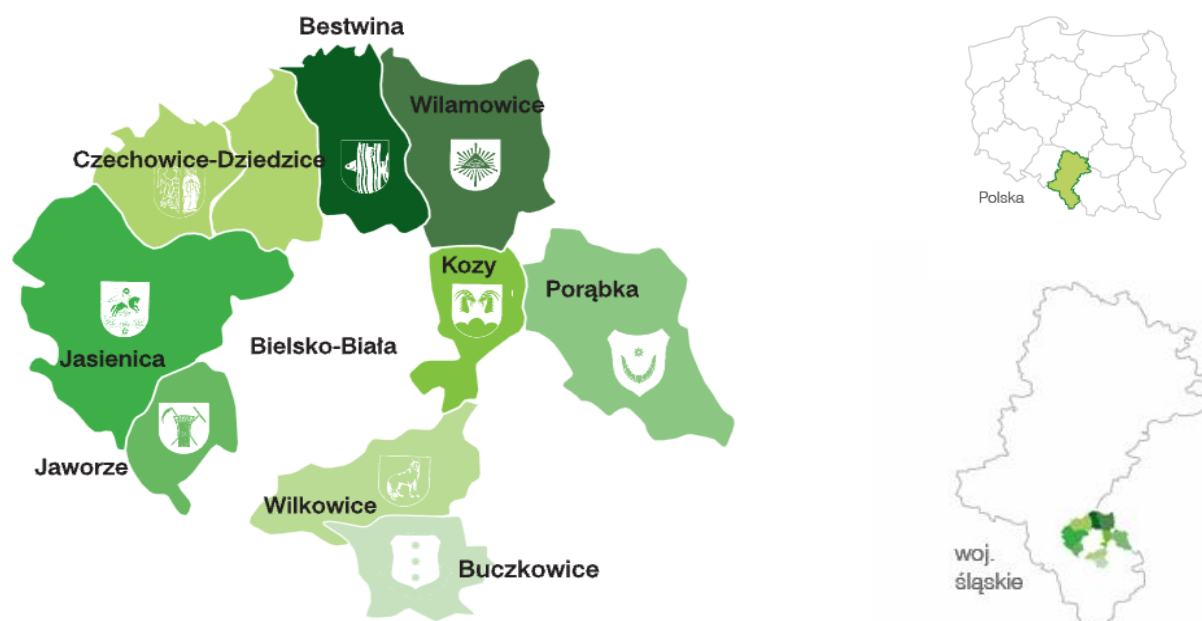 Bestwina
Wilamowice
Czechowice-Dziedzice
Kozy
Porąbka
Bielsko-Biała
Jasienica
Jaworze
Wilkowice
Buczkowice
Polska
woj.
śląskie